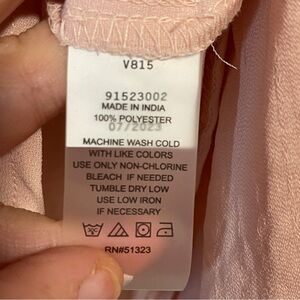 V815
91523002
MADE IN INDIA
100% POLYESTER
07/2023
MACHINE WASH COLD
WITH LIKE COLORS
USE ONLY NON-CHLORINE
BLEACH IF NEEDED
TUMBLE DRY LOW
USE LOW IRON
IF NECESSARY
RN#51323